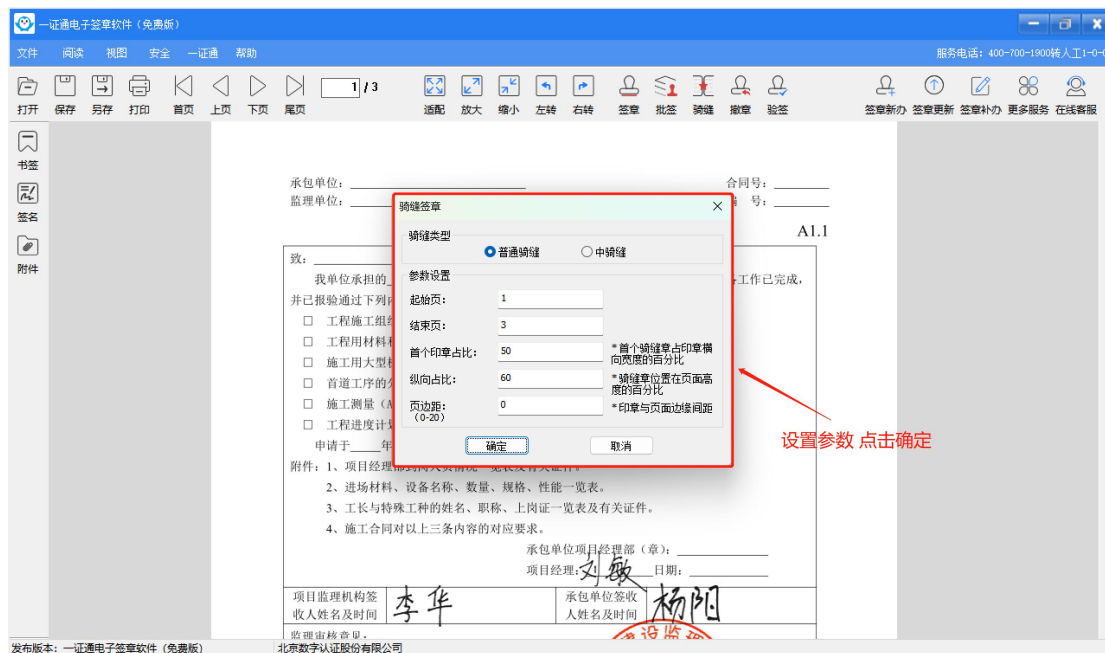 一证通电子签章软件（免费版）
文件 阅读 视图 安全 一证通 帮助 服务电话：400-700-1900转人工1-0-0
1 / 3
打开 保存 另存 打印 首页 上页 下页 尾页 适配 放大 缩小 左转 右转 签章 批签 骑缝 撤章 验签 签章新办 签章更新 签章补办 更多服务 在线客服
书签
签名
附件
承包单位： 合同号：
监理单位： 号：
A1.1
骑缝签章
骑缝类型
普通骑缝 中骑缝
参数设置
起始页： 1
结束页： 3
首个印章占比： 50 *首个骑缝章占印章横向宽度的百分比
纵向占比： 60 *骑缝章位置在页面高度的百分比
页边距： 0 *印章与页面边缘间距
（0-20）
确定 取消
设置参数 点击确定
致：
我单位承担的 工作已完成，
并已报验通过下列
□ 工程施工组
□ 工程用材料
□ 施工用大型
□ 首道工序的
□ 施工测量（
□ 工程进度计
申请于 年
附件：1、项目经理
2、进场材料、设备名称、数量、规格、性能一览表。
3、工长与特殊工种的姓名、职称、上岗证一览表及有关证件。
4、施工合同对以上三条内容的对应要求。
承包单位项目经理部（章）：
项目经理： 刘敏 日期：
项目监理机构签收人姓名及时间 李华 承包单位签收人姓名及时间 杨阳
监理审核意见：
建设监理
发布版本：一证通电子签章软件（免费版） 北京数字认证股份有限公司